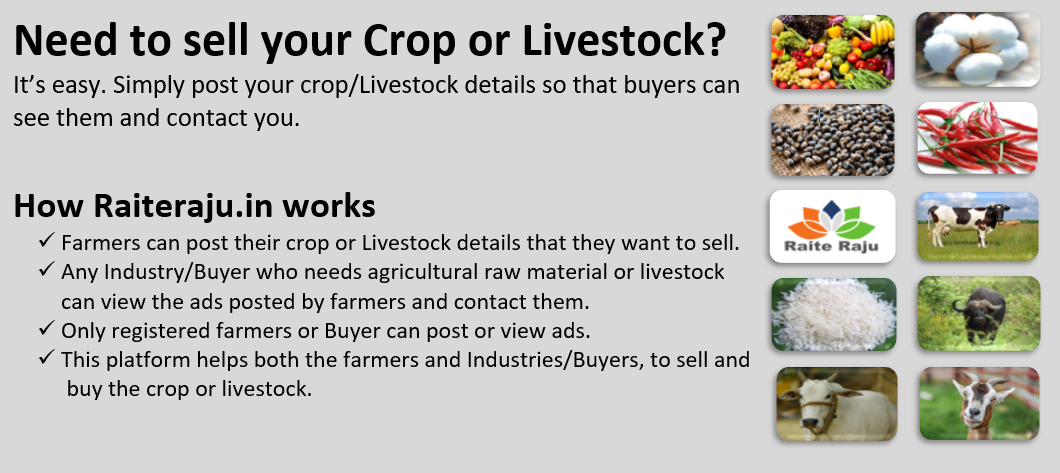 Need to sell your Crop or Livestock?
It's easy. Simply post your crop/Livestock details so that buyers can
see them and contact you.
How Raiteraju.in works
✓ Farmers can post their crop or Livestock details that they want to sell.
✓ Any Industry/Buyer who needs agricultural raw material or livestock
can view the ads posted by farmers and contact them.
✓ Only registered farmers or Buyer can post or view ads.
✓ This platform helps both the farmers and Industries/Buyers, to sell and
buy the crop or livestock.
Raite Raju